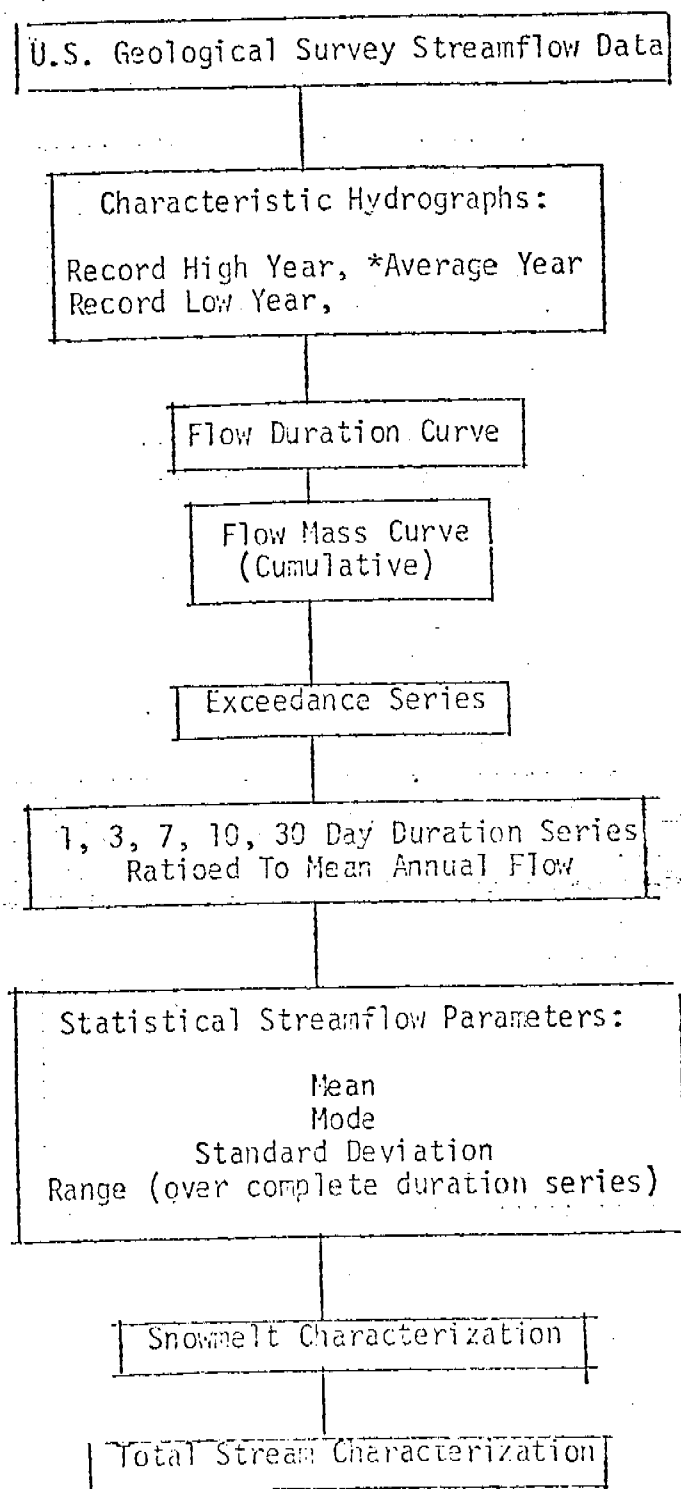 U.S. Geological Survey Streamflow Data
Characteristic Hydrographs:
Record High Year, *Average Year
Record Low Year,
Flow Duration Curve
Flow Mass Curve
(Cumulative)
Exceedance Series
1, 3, 7, 10, 30 Day Duration Series
Ratioed To Mean Annual Flow
Statistical Streamflow Parameters:
Mean
Mode
Standard Deviation
Range (over complete duration series)
Snowmelt Characterization
Total Stream Characterization